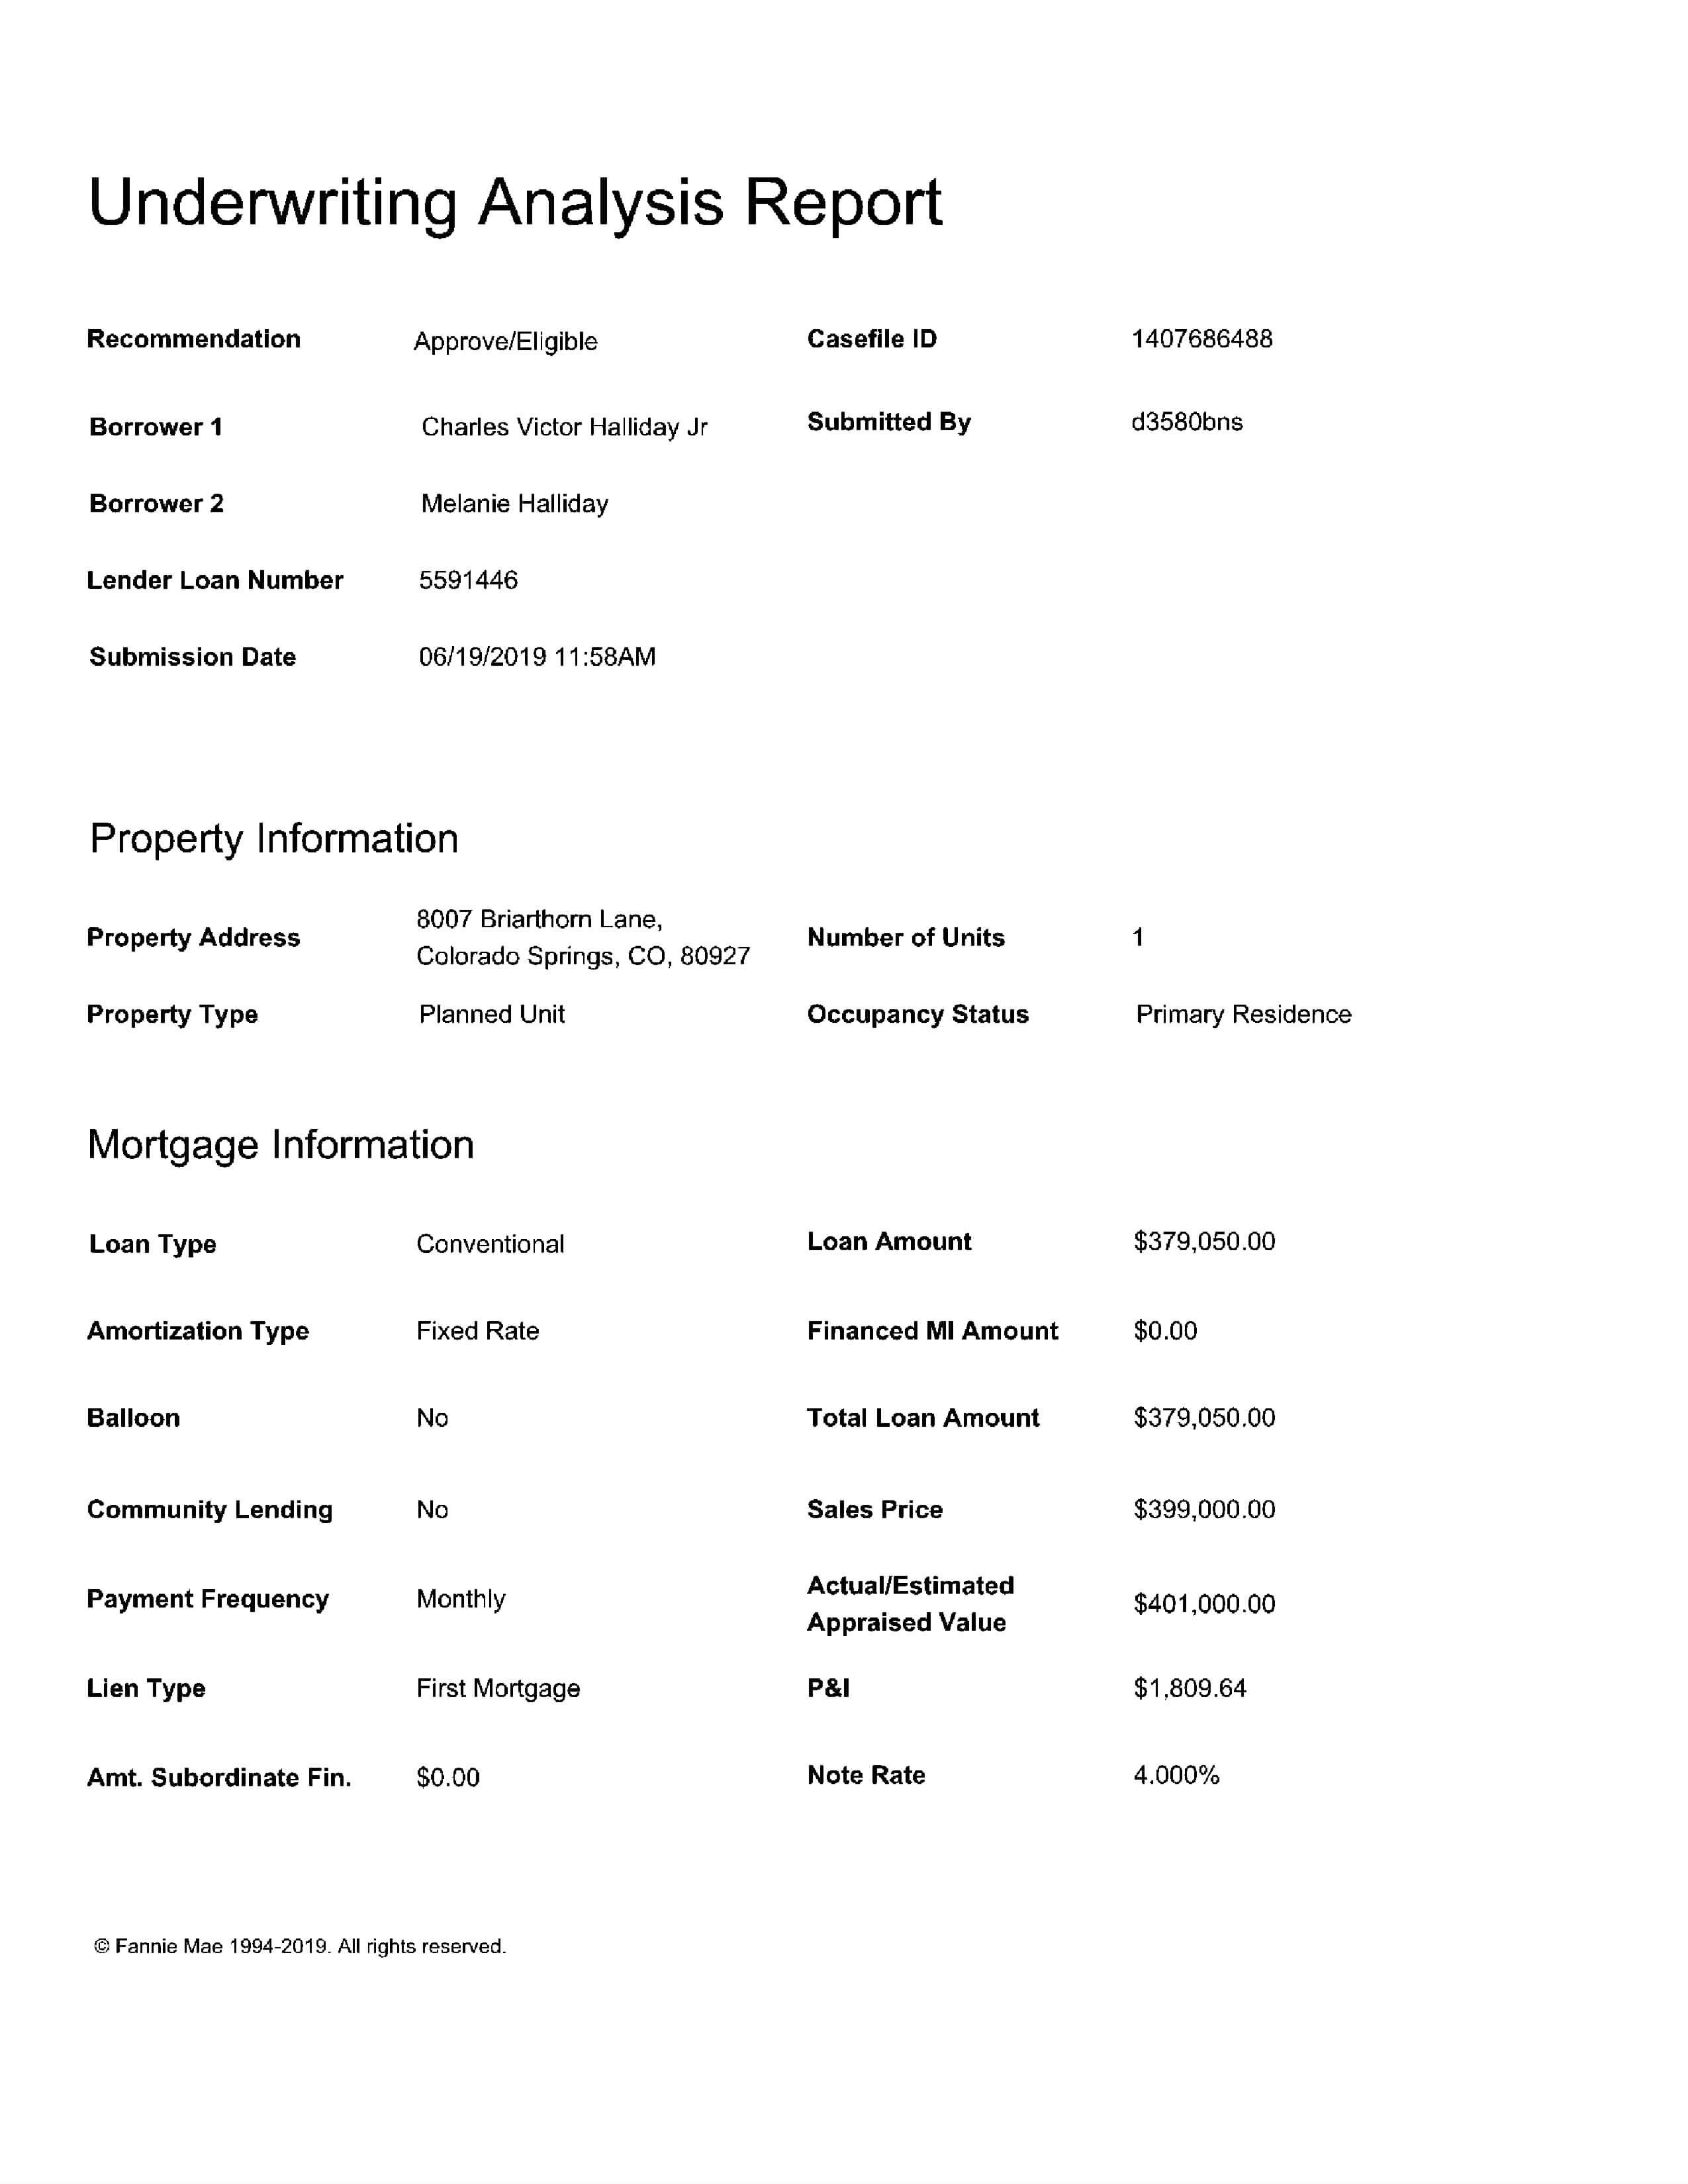 Underwriting Analysis Report
Recommendation Approve/Eligible Casefile ID 1407686488
Borrower 1 Charles Victor Halliday Jr Submitted By d3580bns
Borrower 2 Melanie Halliday
Lender Loan Number 5591446
Submission Date 06/19/2019 11:58AM
Property Information
Property Address 8007 Briarthorn Lane,
Colorado Springs, CO, 80927 Number of Units 1
Property Type Planned Unit Occupancy Status Primary Residence
Mortgage Information
Loan Type Conventional Loan Amount $379,050.00
Amortization Type Fixed Rate Financed MI Amount $0.00
Balloon No Total Loan Amount $379,050.00
Community Lending No Sales Price $399,000.00
Payment Frequency Monthly Actual/Estimated
Appraised Value $401,000.00
Lien Type First Mortgage P&I $1,809.64
Amt. Subordinate Fin. $0.00 Note Rate 4.000%
© Fannie Mae 1994-2019. All rights reserved.